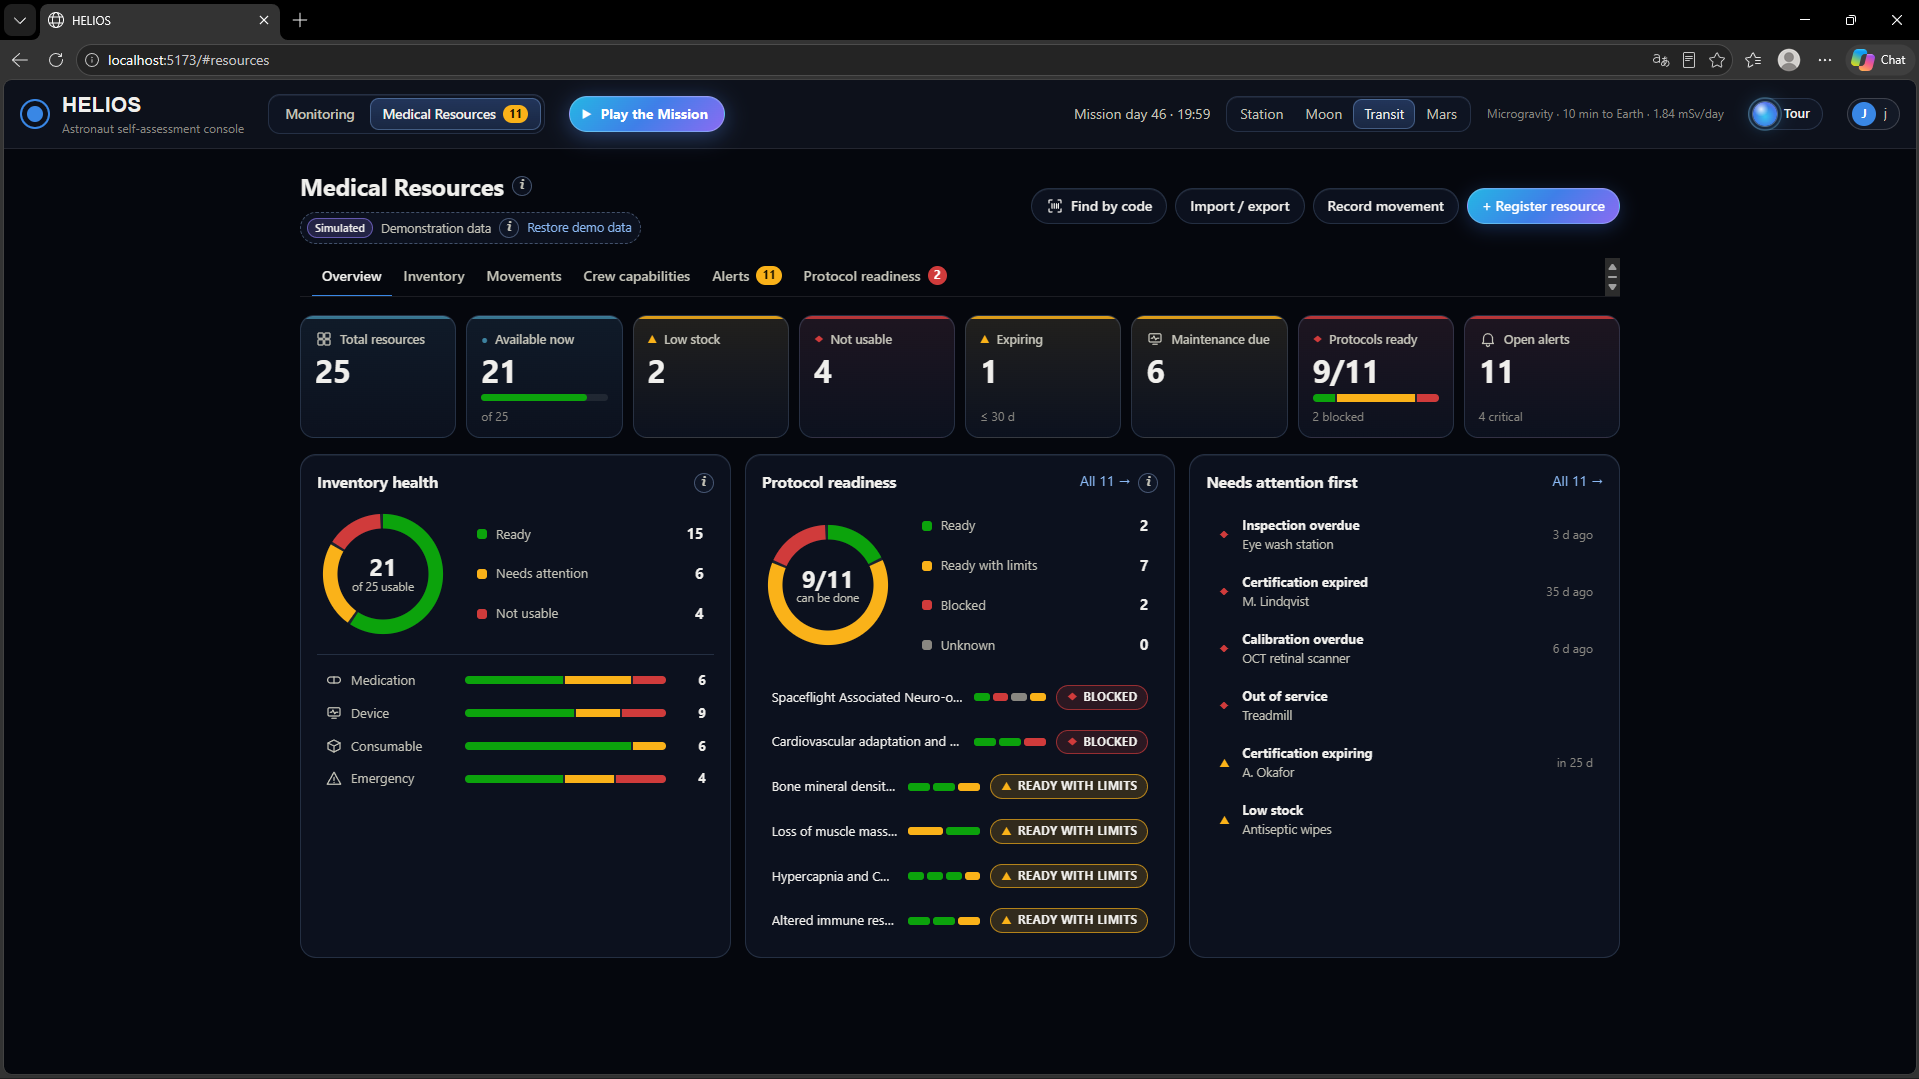 HELIOS
localhost:5173/#resources
Chat
HELIOS
Astronaut self-assessment console
Monitoring
Medical Resources 11
Play the Mission
Mission day 46 · 19:59
Station Moon Transit Mars
Microgravity · 10 min to Earth · 1.84 mSv/day
Tour
J j
Medical Resources
Simulated Demonstration data Restore demo data
Find by code
Import / export
Record movement
+ Register resource
Overview Inventory Movements Crew capabilities Alerts 11 Protocol readiness 2
Total resources
25
Available now
21
of 25
Low stock
2
Not usable
4
Expiring
1
≤ 30 d
Maintenance due
6
Protocols ready
9/11
2 blocked
Open alerts
11
4 critical
Inventory health
21
of 25 usable
Ready 15
Needs attention 6
Not usable 4
Medication 6
Device 9
Consumable 6
Emergency 4
Protocol readiness
All 11 →
9/11
can be done
Ready 2
Ready with limits 7
Blocked 2
Unknown 0
Spaceflight Associated Neuro-o... BLOCKED
Cardiovascular adaptation and ... BLOCKED
Bone mineral densit... READY WITH LIMITS
Loss of muscle mass... READY WITH LIMITS
Hypercapnia and C... READY WITH LIMITS
Altered immune res... READY WITH LIMITS
Needs attention first
All 11 →
Inspection overdue
Eye wash station
3 d ago
Certification expired
M. Lindqvist
35 d ago
Calibration overdue
OCT retinal scanner
6 d ago
Out of service
Treadmill
Certification expiring
A. Okafor
in 25 d
Low stock
Antiseptic wipes